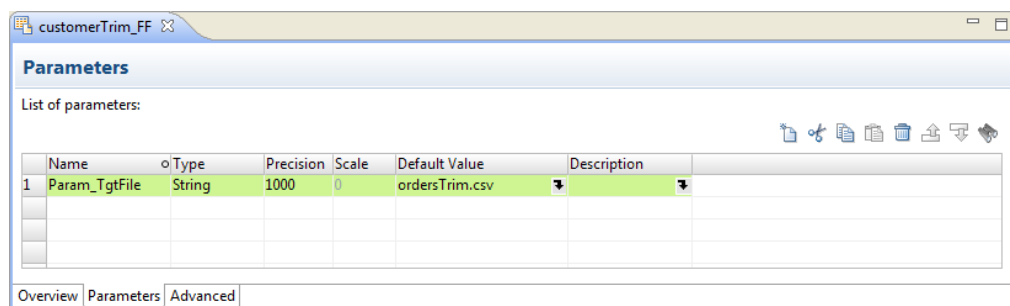 customerTrim_FF
Parameters
List of parameters:
Name Type Precision Scale Default Value Description
1 Param_TgtFile String 1000 0 ordersTrim.csv
Overview Parameters Advanced